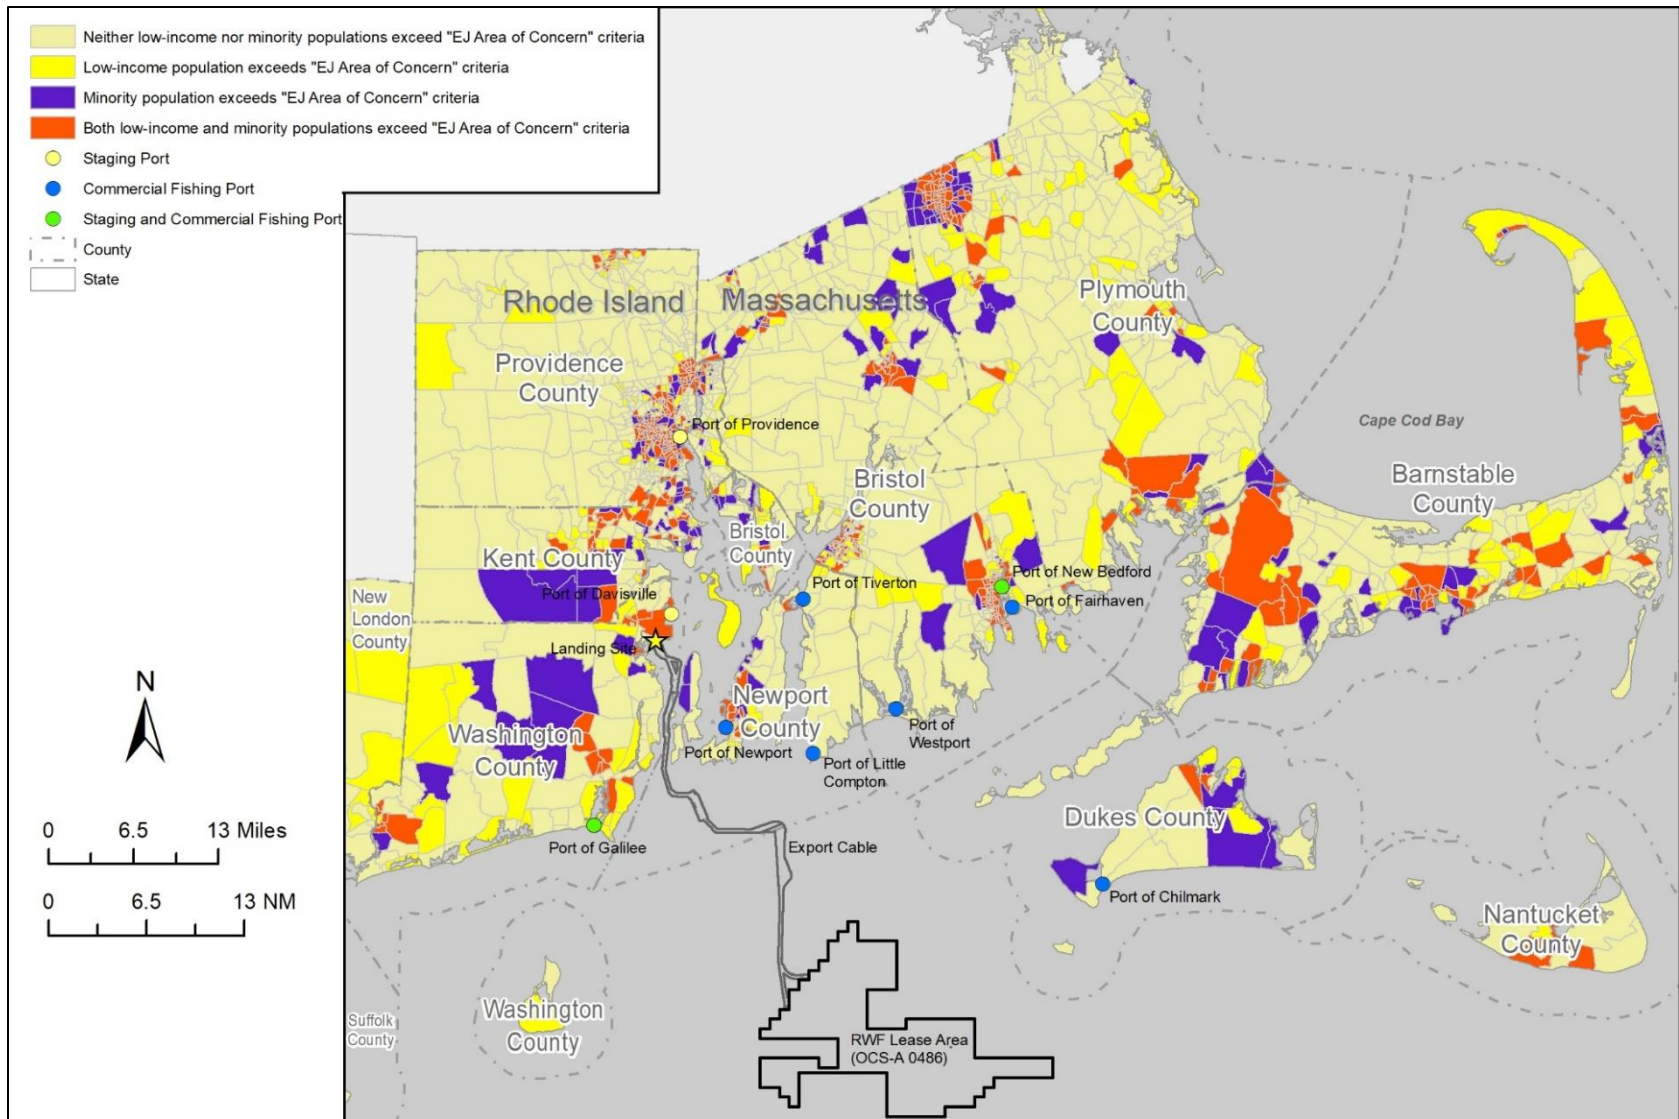 Neither low-income nor minority populations exceed "EJ Area of Concern" criteria
Low-income population exceeds "EJ Area of Concern" criteria
Minority population exceeds "EJ Area of Concern" criteria
Both low-income and minority populations exceed "EJ Area of Concern" criteria
Staging Port
Commercial Fishing Port
Staging and Commercial Fishing Port
County
State
Rhode Island
Massachusetts
Plymouth
County
Providence
County
Port of Providence
Cape Cod Bay
Barnstable
County
Bristol
County
Bristol
County
Kent County
Port of Davisville
Port of Tiverton
Port of New Bedford
Port of Fairhaven
New
London
County
Landing Site
N
Washington
County
Newport
County
Port of Newport
Port of Westport
Port of Little
Compton
Dukes County
0 6.5 13 Miles
Port of Galilee
Export Cable
0 6.5 13 NM
Port of Chilmark
Nantucket
County
Washington
County
Suffolk
County
RWF Lease Area
(OCS-A 0486)